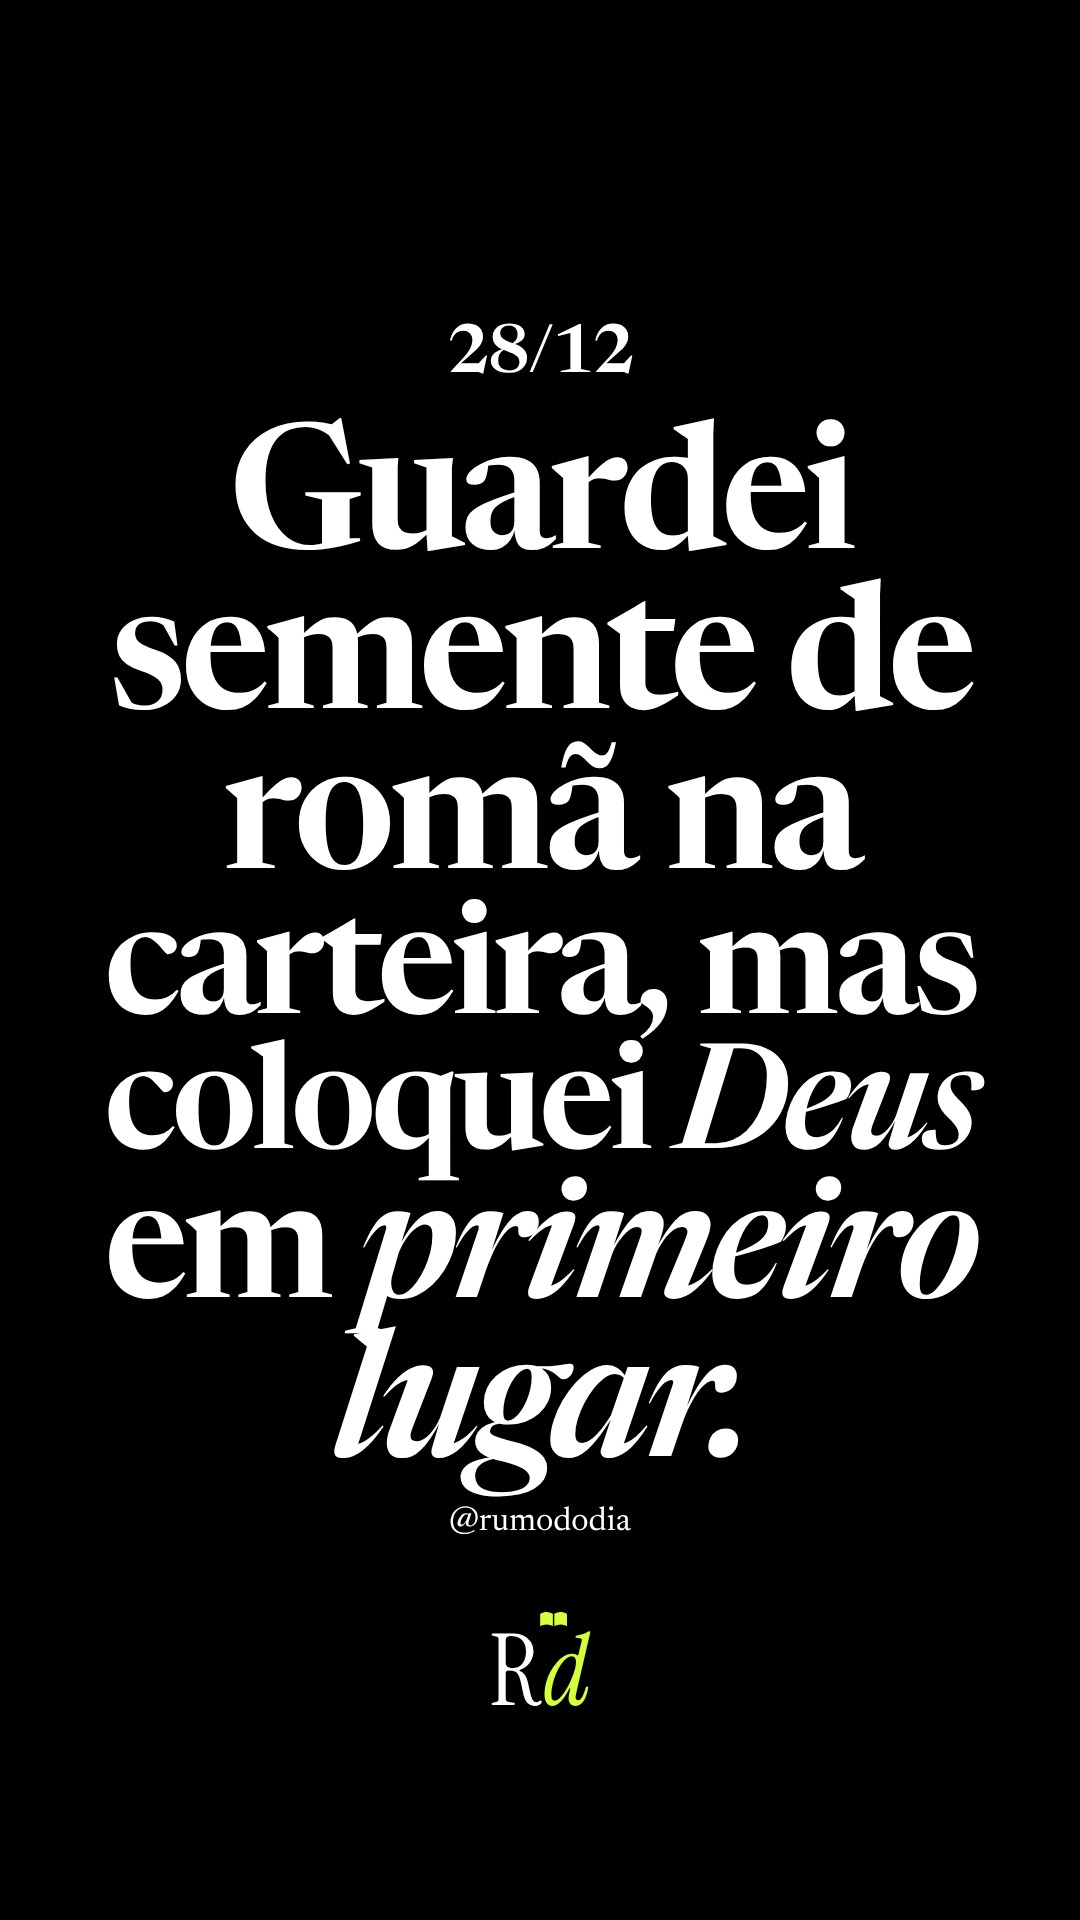 28/12
Guardei
semente de
romã na
carteira, mas
coloquei Deus
em primeiro
lugar.
@rumododia
Rd